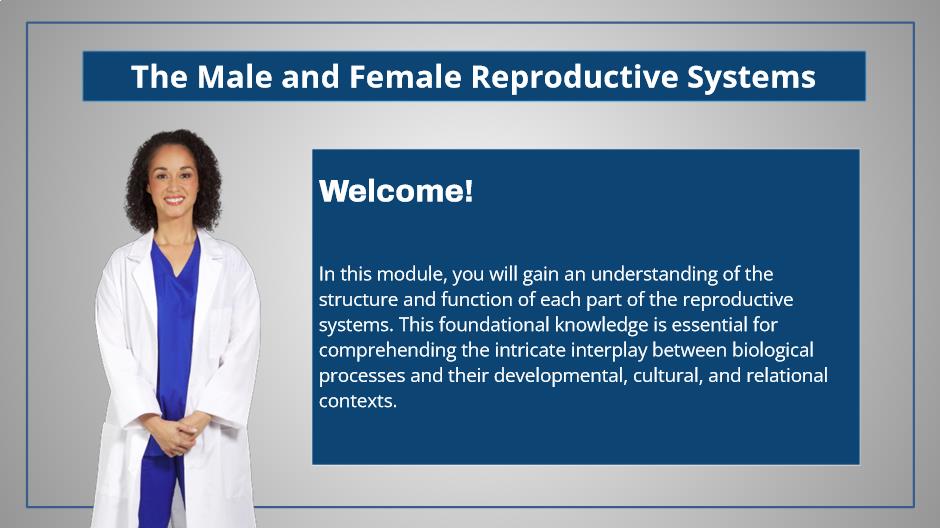 The Male and Female Reproductive Systems
Welcome!
In this module, you will gain an understanding of the
structure and function of each part of the reproductive
systems. This foundational knowledge is essential for
comprehending the intricate interplay between biological
processes and their developmental, cultural, and relational
contexts.